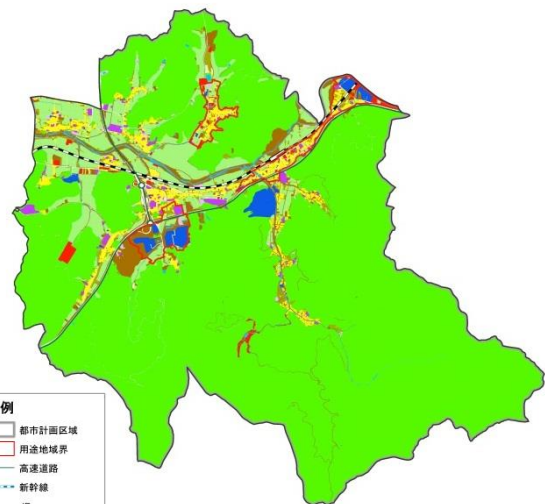 例
都市計画区域
用途地域界
高速道路
新幹線